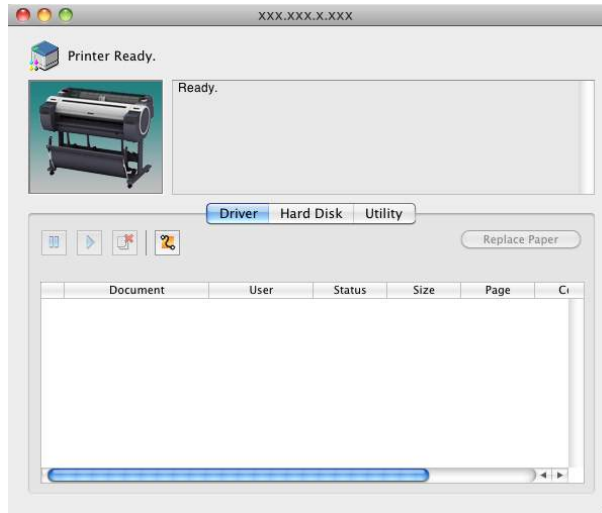 XXX.XXX.X.XXX
Printer Ready.
Ready.
Driver Hard Disk Utility
Replace Paper
Document User Status Size Page